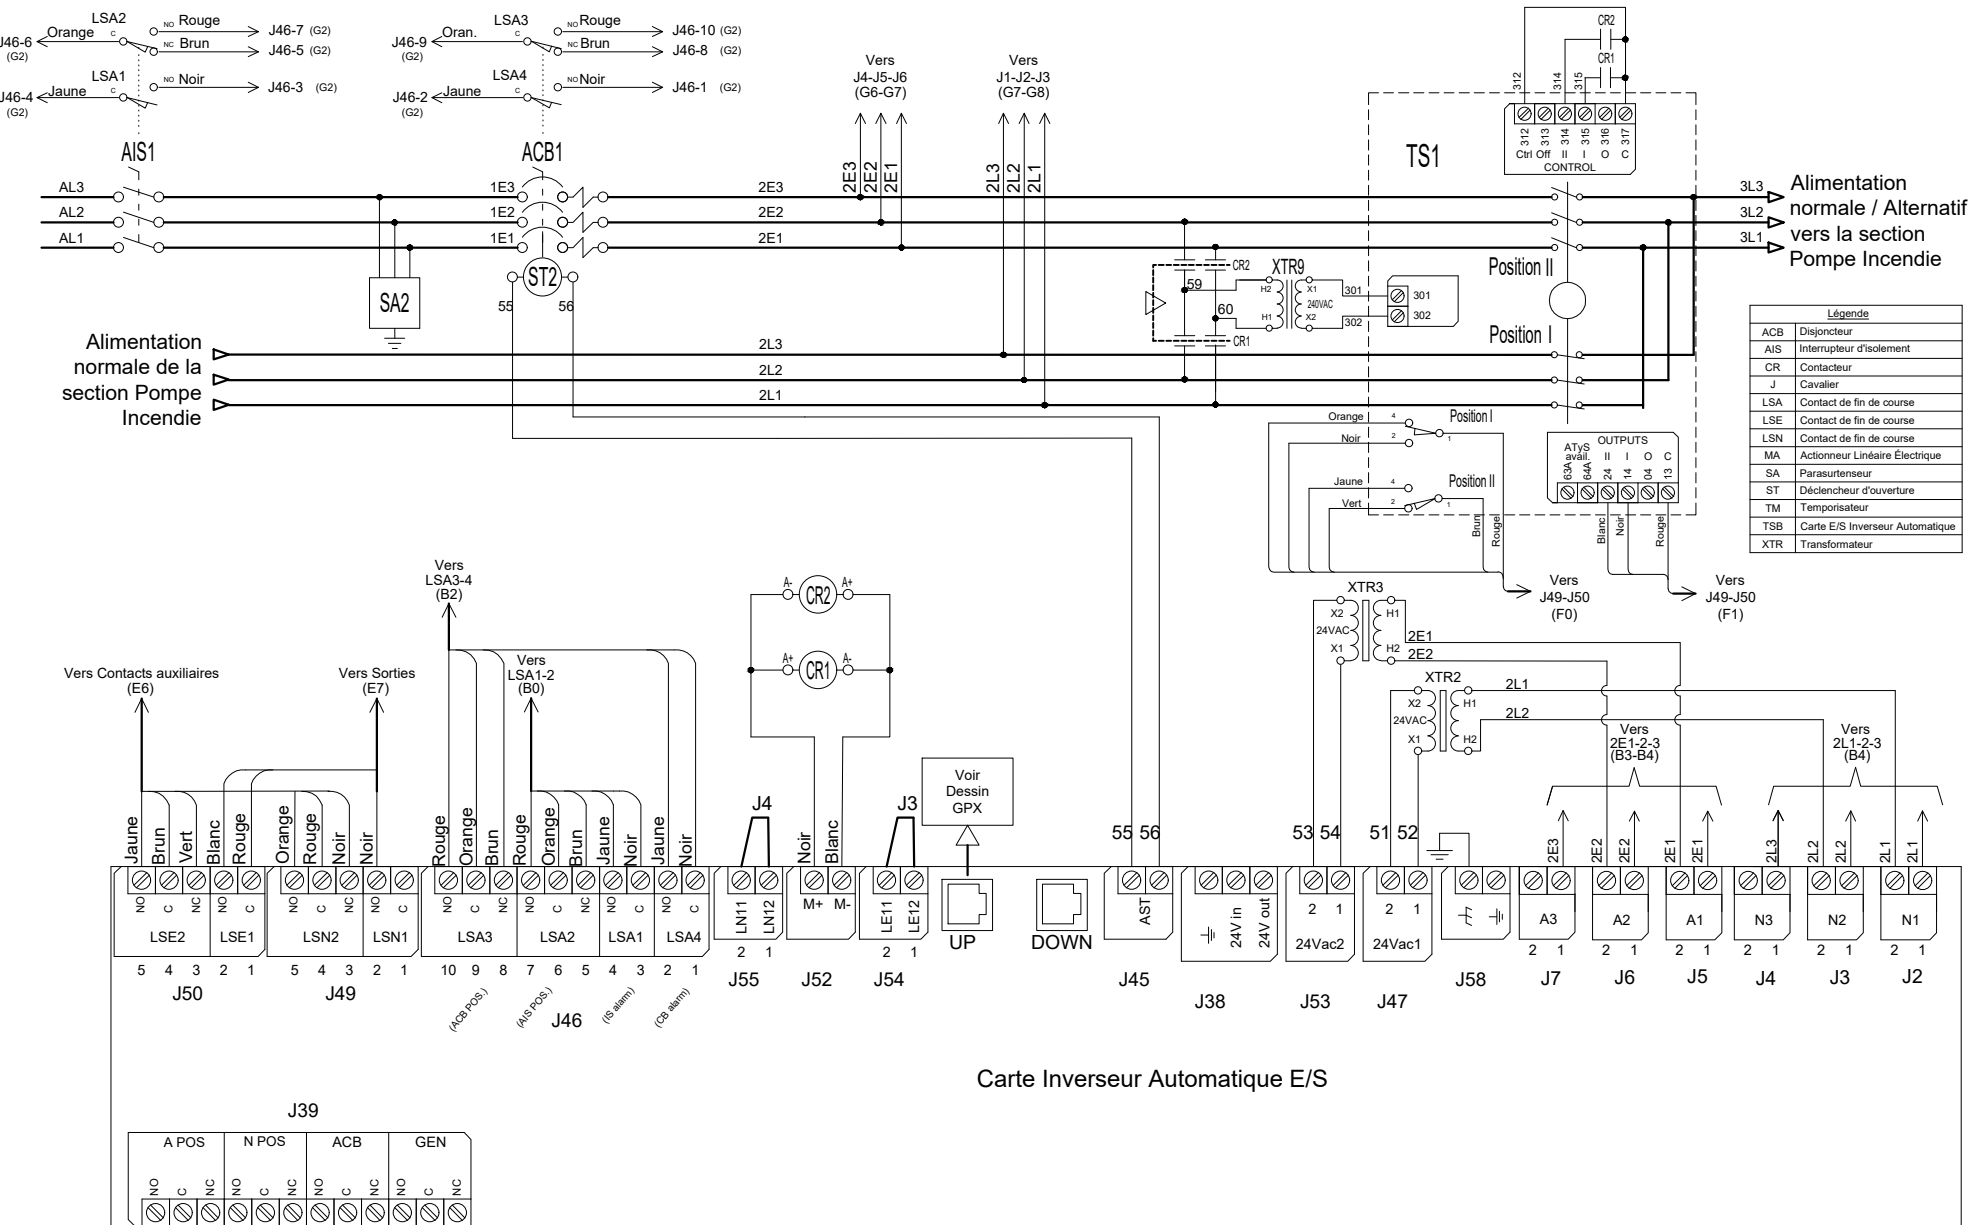 LSA2
NO Rouge
J46-7 (G2)
J46-6
(G2)
Orange
C
NC Brun
J46-5 (G2)
LSA1
C
NO Noir
J46-3 (G2)
J46-4
(G2)
Jaune
AIS1
LSA3
NO Rouge
J46-10 (G2)
J46-9
(G2)
Oran.
C
NC Brun
J46-8 (G2)
LSA4
C
NO Noir
J46-1 (G2)
J46-2
(G2)
Jaune
ACB1
Vers
J4-J5-J6
(G6-G7)
Vers
J1-J2-J3
(G7-G8)
2E3
2E2
2E1
2L3
2L2
2L1
CR2
CR1
312
314
315
312
313
314
315
316
317
Ctrl
Off
II
I
O
C
CONTROL
TS1
AL3
1E3
2E3
3L3
AL2
1E2
2E2
3L2
AL1
1E1
2E1
3L1
Alimentation
normale / Alternatif
vers la section
Pompe Incendie
SA2
ST2
55
56
CR2
59
60
CR1
XTR9
H2
X1
240VAC
H1
X2
301
302
301
302
Position II
Position I
Alimentation
normale de la
section Pompe
Incendie
2L3
2L2
2L1
Légende
ACB Disjoncteur
AIS Interrupteur d'isolement
CR Contacteur
J Cavalier
LSA Contact de fin de course
LSE Contact de fin de course
LSN Contact de fin de course
MA Actionneur Linéaire Électrique
SA Parasurtenseur
ST Déclencheur d'ouverture
TM Temporisateur
TSB Carte E/S Inverseur Automatique
XTR Transformateur
Orange
4
Position I
Noir
2
1
Jaune
4
Position II
Vert
2
1
Brun
Rouge
OUTPUTS
ATyS
avail.
II
I
O
C
63A
64A
24
14
04
13
Blanc
Noir
Rouge
Vers
J49-J50
(F0)
Vers
J49-J50
(F1)
Vers
LSA3-4
(B2)
Vers Contacts auxiliaires
(E6)
Vers Sorties
(E7)
Vers
LSA1-2
(B0)
A-
CR2
A+
A+
CR1
A-
XTR3
X2
H1
24VAC
X1
H2
2E1
2E2
XTR2
X2
H1
24VAC
X1
H2
2L1
2L2
Vers
2E1-2-3
(B3-B4)
Vers
2L1-2-3
(B4)
Voir
Dessin
GPX
Jaune
Brun
Vert
Blanc
Rouge
Orange
Rouge
Noir
Noir
Rouge
Orange
Brun
Rouge
Orange
Brun
Jaune
Noir
Jaune
Noir
J4
Noir
Blanc
J3
55
56
53
54
51
52
2E3
2E2
2E2
2E1
2E1
2L3
2L2
2L2
2L1
2L1
NO
C
NC
NO
C
NO
C
NC
NO
C
NO
C
NC
NO
C
NC
NO
C
NO
C
LN11
LN12
M+
M-
LE11
LE12
UP
DOWN
AST
24V in
24V out
2
1
2
1
LSE2
LSE1
LSN2
LSN1
LSA3
LSA2
LSA1
LSA4
24Vac2
24Vac1
A3
A2
A1
N3
N2
N1
5
4
3
2
1
5
4
3
2
1
10
9
8
7
6
5
4
3
2
1
2
1
2
1
2
1
2
1
2
1
2
1
2
1
2
1
J50
J49
(ACB POS.)
(AIS POS.)
J46
(IS alarm)
(CB alarm)
J55
J52
J54
J45
J38
J53
J47
J58
J7
J6
J5
J4
J3
J2
Carte Inverseur Automatique E/S
J39
A POS
N POS
ACB
GEN
NO
C
NC
NO
C
NC
NO
C
NC
NO
C
NC